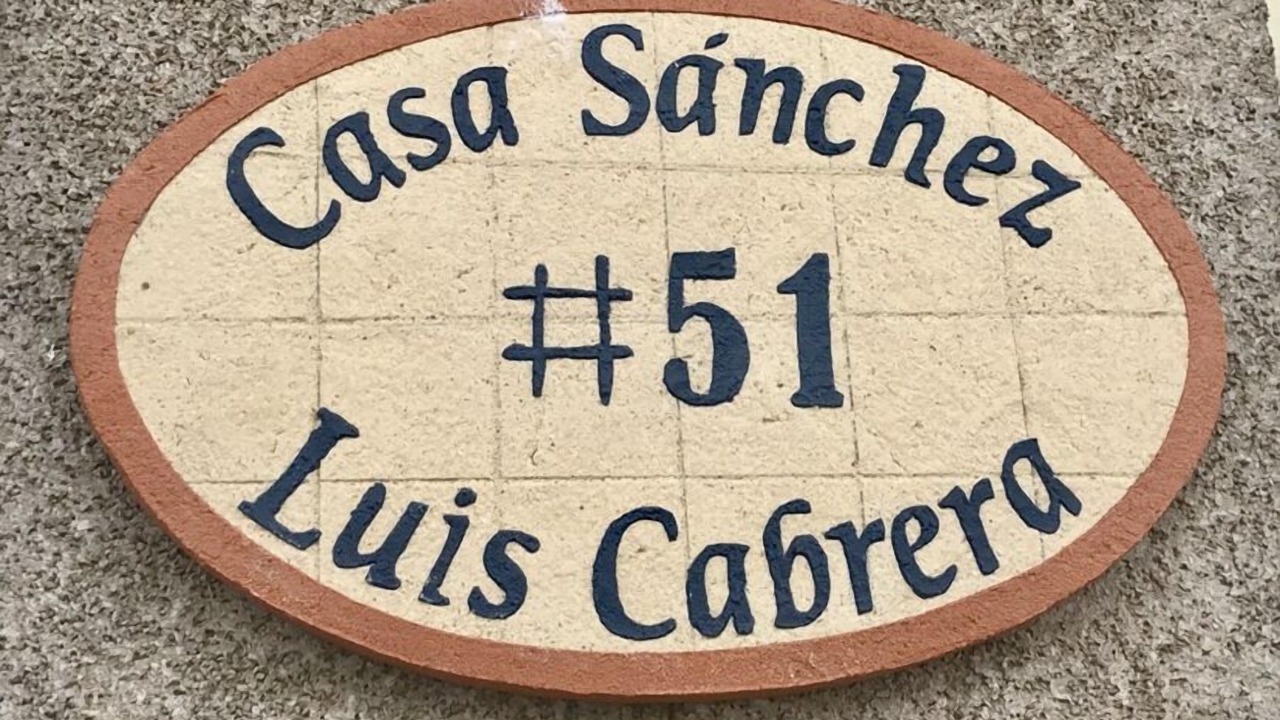 Casa Sánchez
#51
Luis Cabrera